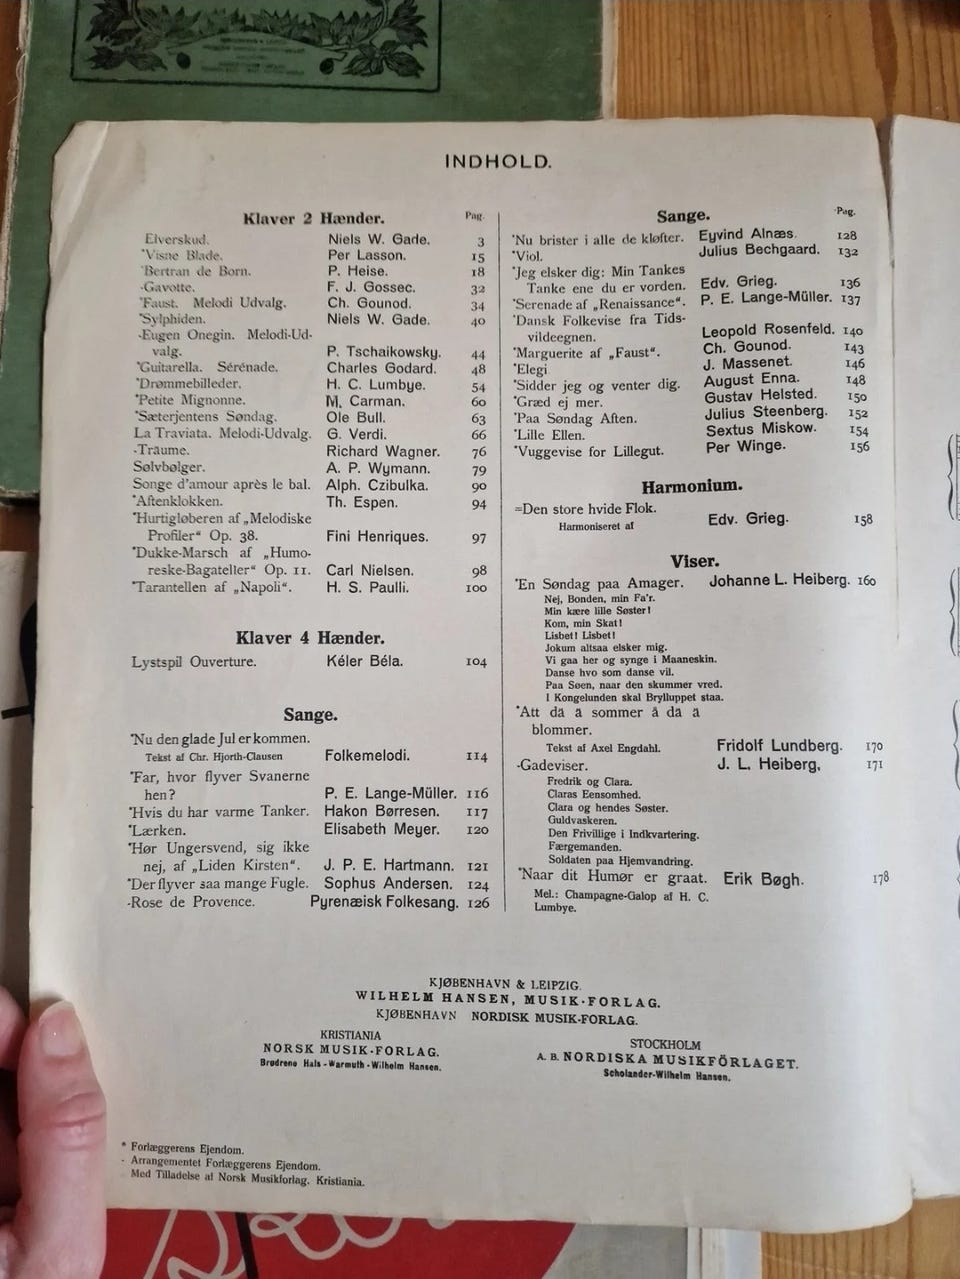 INDHOLD.
Klaver 2 Hænder. Pag.
Elverskud. Niels W. Gade. 3
*Visne Blade. Per Lasson. 15
*Bertran de Born. P. Heise. 18
-Gavotte. F. J. Gossec. 32
*Faust. Melodi Udvalg. Ch. Gounod. 34
*Sylphiden. Niels W. Gade. 40
-Eugen Onegin. Melodi-Ud-
valg. P. Tschaikowsky. 44
*Guitarella. Sérénade. Charles Godard. 48
*Drømmebilleder. H. C. Lumbye. 54
*Petite Mignonne. M. Carman. 60
*Sæterjentens Søndag. Ole Bull. 63
La Traviata. Melodi-Udvalg. G. Verdi. 66
-Traume. Richard Wagner. 76
Sølvbølger. A. P. Wymann. 79
Songe d'amour après le bal. Alph. Czibulka. 90
*Aftenklokken. Th. Espen. 94
*Hurtigløberen af „Melodiske
Profiler“ Op. 38. Fini Henriques. 97
*Dukke-Marsch af „Humo-
reske-Bagateller“ Op. 11. Carl Nielsen. 98
*Tarantellen af „Napoli“. H. S. Paulli. 100
Klaver 4 Hænder.
Lystspil Ouverture. Kéler Béla. 104
Sange.
*Nu den glade Jul er kommen.
Tekst af Chr. Hjorth-Clausen Folkemelodi. 114
*Far, hvor flyver Svanerne
hen? P. E. Lange-Müller. 116
*Hvis du har varme Tanker. Hakon Børresen. 117
*Lærken. Elisabeth Meyer. 120
*Hør Ungersvend, sig ikke
nej, af „Liden Kirsten“. J. P. E. Hartmann. 121
*Der flyver saa mange Fugle. Sophus Andersen. 124
-Rose de Provence. Pyrenæisk Folkesang. 126
Sange. Pag.
*Nu brister i alle de kløfter. Eyvind Alnæs. 128
*Viol. Julius Bechgaard. 132
*Jeg elsker dig: Min Tankes
Tanke ene du er vorden. Edv. Grieg. 136
*Serenade af „Renaissance“. P. E. Lange-Müller. 137
*Dansk Folkevise fra Tids-
vildeegnen. Leopold Rosenfeld. 140
*Marguerite af „Faust“. Ch. Gounod. 143
*Elegi J. Massenet. 146
*Sidder jeg og venter dig. August Enna. 148
*Græd ej mer. Gustav Helsted. 150
*Paa Søndag Aften. Julius Steenberg. 152
*Lille Ellen. Sextus Miskow. 154
*Vuggevise for Lillegut. Per Winge. 156
Harmonium.
=Den store hvide Flok.
Harmoniseret af Edv. Grieg. 158
Viser.
*En Søndag paa Amager. Johanne L. Heiberg. 160
Nej, Bonden, min Fa'r.
Min kære lille Søster!
Kom, min Skat!
Lisbet! Lisbet!
Jokum altsaa elsker mig.
Vi gaa her og synge i Maaneskin.
Danse hvo som danse vil.
Paa Søen, naar den skummer vred.
I Kongelunden skal Brylluppet staa.
*Att dä ä sommer å dä ä
blommer.
Tekst af Axel Engdahl. Fridolf Lundberg. 170
-Gadeviser. J. L. Heiberg. 171
Fredrik og Clara.
Claras Eensomhed.
Clara og hendes Søster.
Guldvaskeren.
Den Frivillige i Indkvartering.
Færgemanden.
Soldaten paa Hjemvandring.
*Naar dit Humør er graat. Erik Bøgh. 178
Mel.: Champagne-Galop af H. C.
Lumbye.
KJØBENHAVN & LEIPZIG.
WILHELM HANSEN, MUSIK-FORLAG.
KJØBENHAVN NORDISK MUSIK-FORLAG.
KRISTIANIA
NORSK MUSIK-FORLAG.
Brødrene Hals-Warmuth-Wilhelm Hansen.
STOCKHOLM
A. B. NORDISKA MUSIKFÖRLAGET.
Scholander-Wilhelm Hansen.
* Forlæggerens Ejendom.
- Arrangementet Forlæggerens Ejendom.
Med Tilladelse af Norsk Musikforlag. Kristiania.